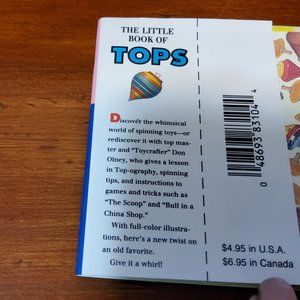 THE LITTLE
BOOK OF
TOPS
Discover the whimsical
world of spinning toys—or
rediscover it with top mas-
ter and "Toycrafter" Don
Olney, who gives a lesson
in Top-ography, spinning
tips, and instructions to
games and tricks such as
"The Scoop" and "Bull in a
China Shop."
With full-color illustra-
tions, here's a new twist on
an old favorite.
Give it a whirl!
0 48693 83104 4
$4.95 in U.S.A.
$6.95 in Canada